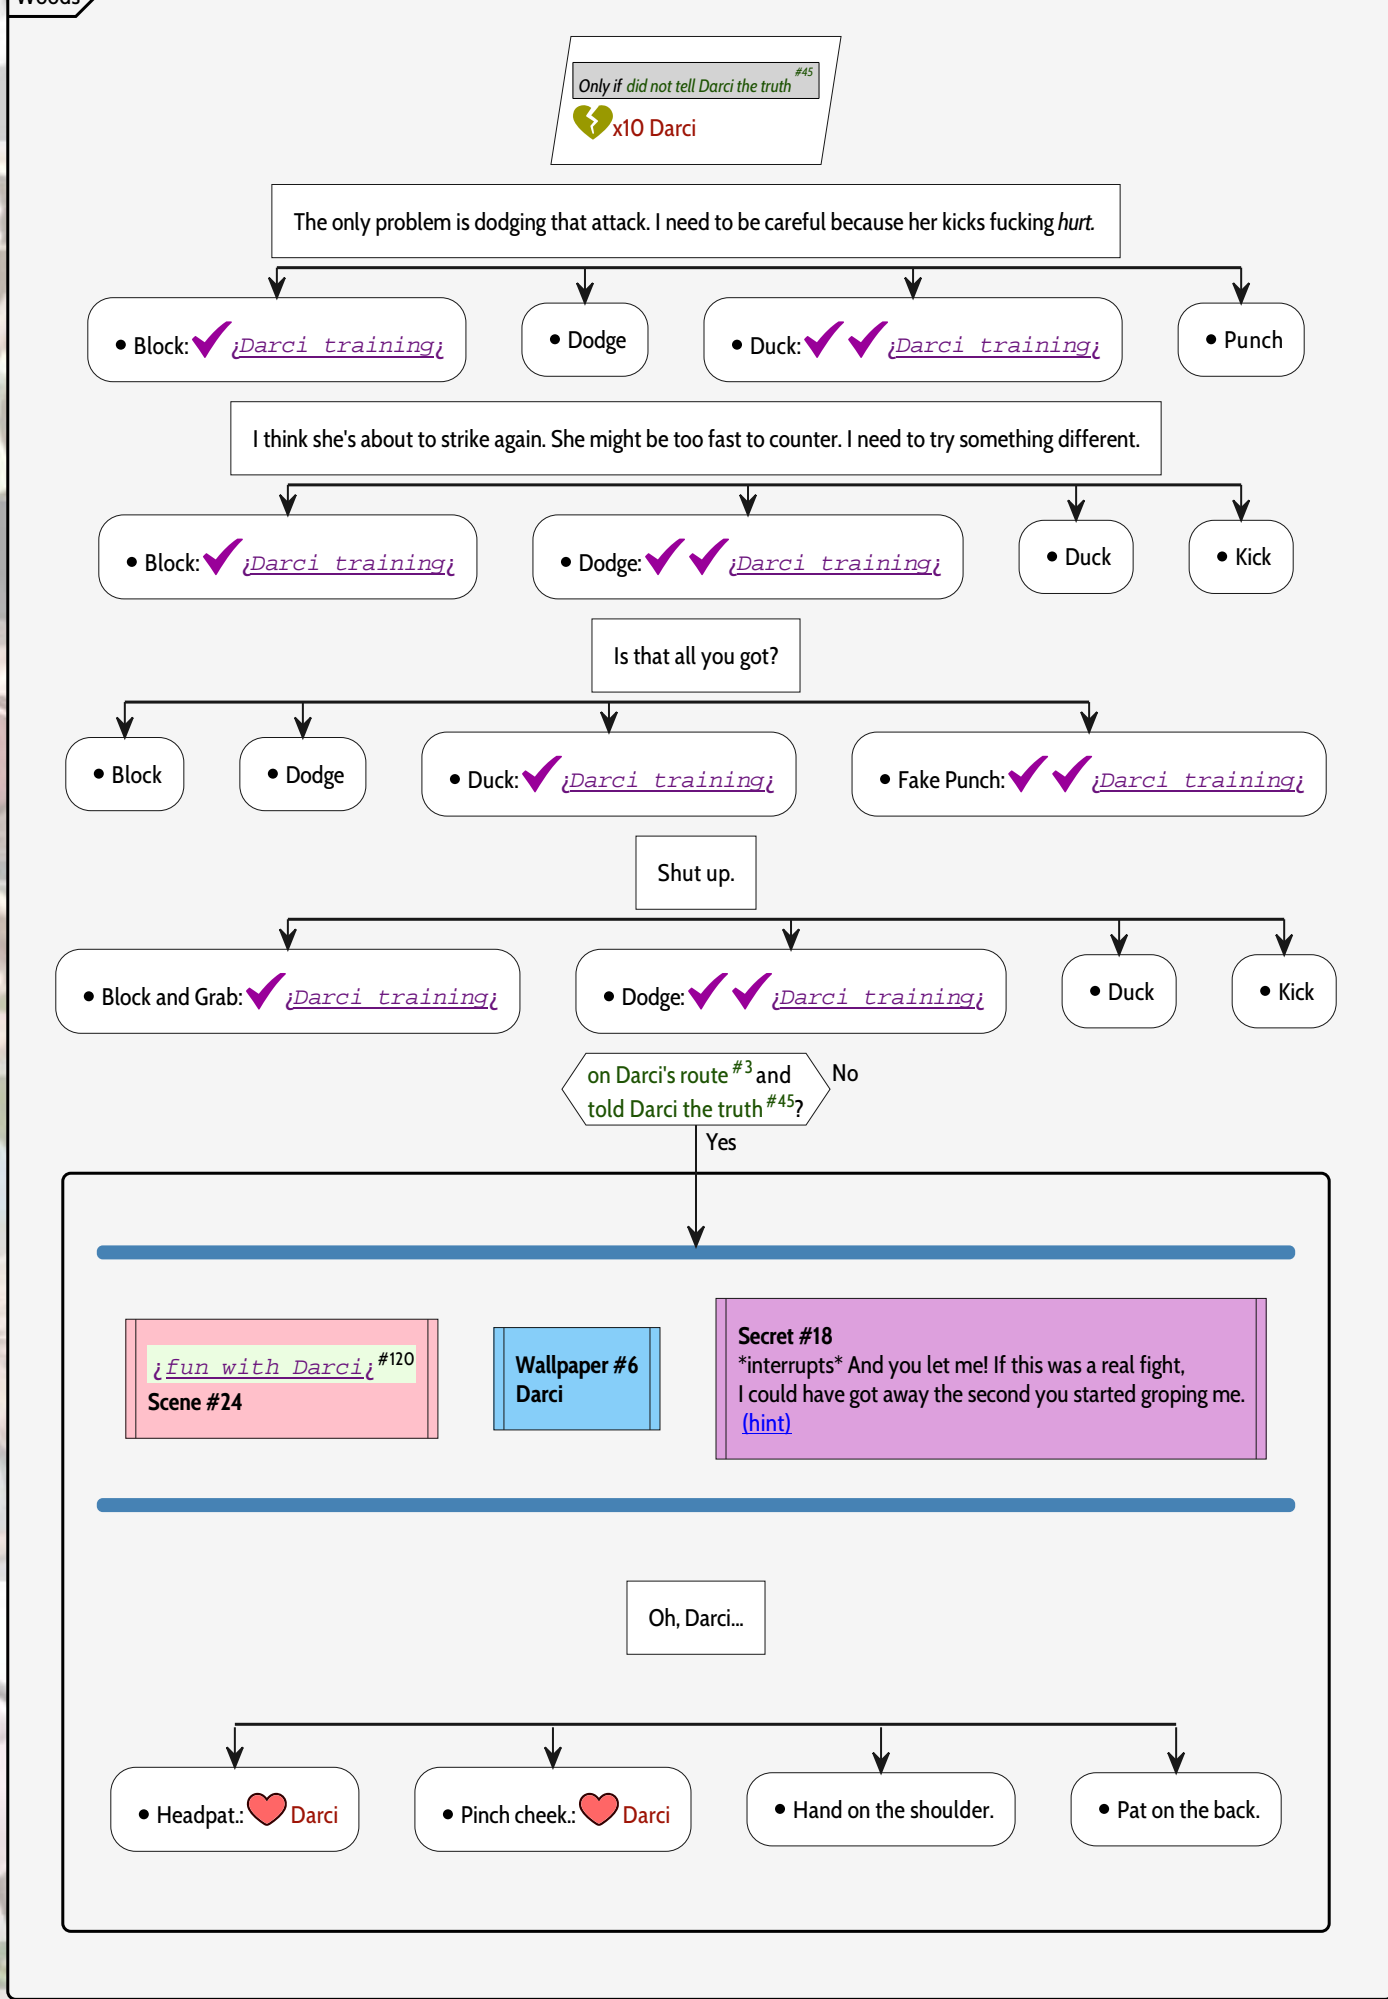 Woods
Only if did not tell Darci the truth #45
x10 Darci
The only problem is dodging that attack. I need to be careful because her kicks fucking hurt.
• Block: ¿Darci training¿
• Dodge
• Duck: ¿Darci training¿
• Punch
I think she's about to strike again. She might be too fast to counter. I need to try something different.
• Block: ¿Darci training¿
• Dodge: ¿Darci training¿
• Duck
• Kick
Is that all you got?
• Block
• Dodge
• Duck: ¿Darci training¿
• Fake Punch: ¿Darci training¿
Shut up.
• Block and Grab: ¿Darci training¿
• Dodge: ¿Darci training¿
• Duck
• Kick
on Darci's route #3 and
told Darci the truth #45?
No
Yes
¿fun with Darci¿ #120
Scene #24
Wallpaper #6
Darci
Secret #18
*interrupts* And you let me! If this was a real fight,
I could have got away the second you started groping me.
(hint)
Oh, Darci...
• Headpat.: Darci
• Pinch cheek.: Darci
• Hand on the shoulder.
• Pat on the back.